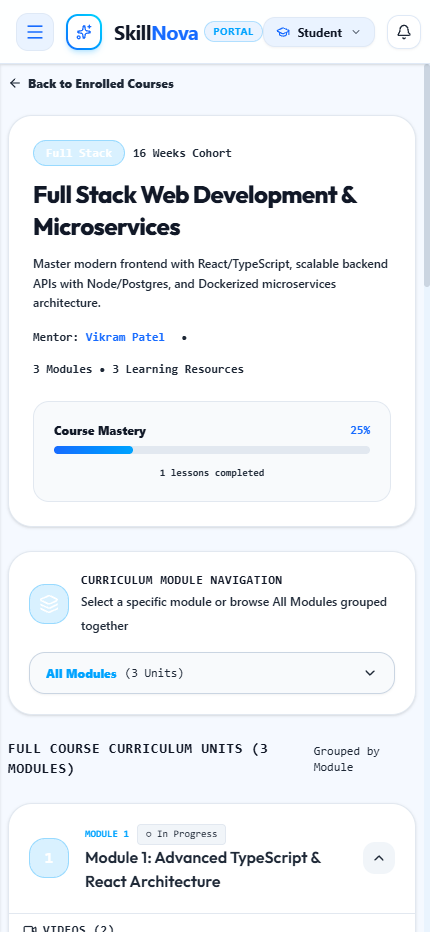 SkillNova PORTAL Student
Back to Enrolled Courses
Full Stack 16 Weeks Cohort
Full Stack Web Development &
Microservices
Master modern frontend with React/TypeScript, scalable backend
APIs with Node/Postgres, and Dockerized microservices
architecture.
Mentor: Vikram Patel •
3 Modules • 3 Learning Resources
Course Mastery 25%
1 lessons completed
CURRICULUM MODULE NAVIGATION
Select a specific module or browse All Modules grouped
together
All Modules (3 Units)
FULL COURSE CURRICULUM UNITS (3
MODULES)
Grouped by
Module
MODULE 1 ○ In Progress
1
Module 1: Advanced TypeScript &
React Architecture
VIDEOS (2)